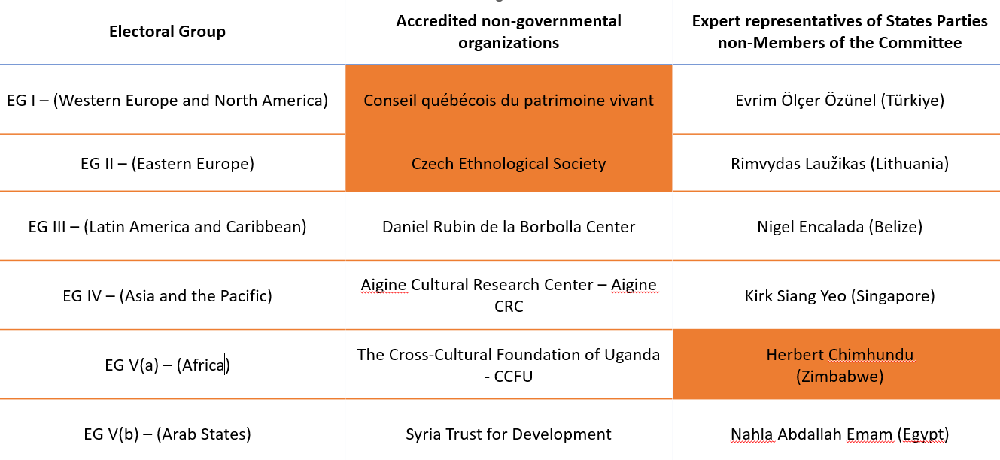 Electoral Group
Accredited non-governmental
organizations
Expert representatives of States Parties
non-Members of the Committee
EG I – (Western Europe and North America)
Conseil québécois du patrimoine vivant
Evrim Ölçer Özünel (Türkiye)
EG II – (Eastern Europe)
Czech Ethnological Society
Rimvydas Laužikas (Lithuania)
EG III – (Latin America and Caribbean)
Daniel Rubin de la Borbolla Center
Nigel Encalada (Belize)
EG IV – (Asia and the Pacific)
Aigine Cultural Research Center – Aigine
CRC
Kirk Siang Yeo (Singapore)
EG V(a) – (Africa)
The Cross-Cultural Foundation of Uganda
- CCFU
Herbert Chimhundu
(Zimbabwe)
EG V(b) – (Arab States)
Syria Trust for Development
Nahla Abdallah Emam (Egypt)